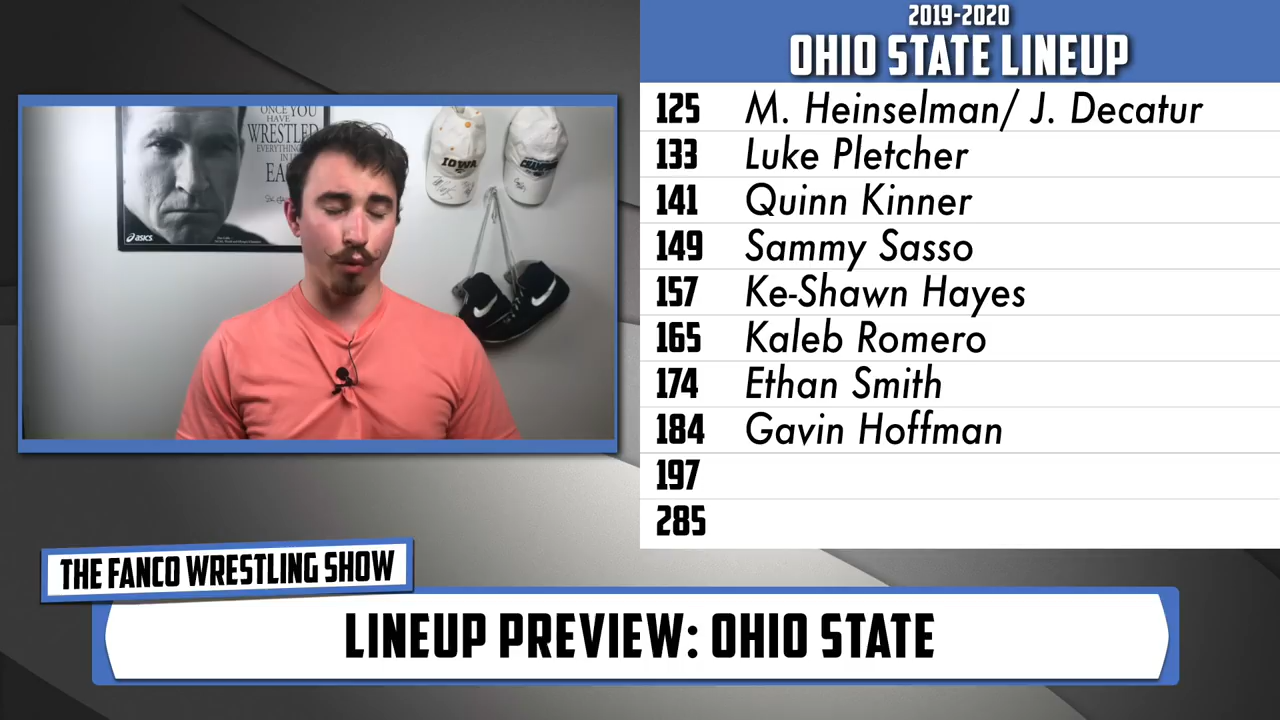 2019-2020
OHIO STATE LINEUP
125 M. Heinselman/ J. Decatur
133 Luke Pletcher
141 Quinn Kinner
149 Sammy Sasso
157 Ke-Shawn Hayes
165 Kaleb Romero
174 Ethan Smith
184 Gavin Hoffman
197
285
ONCE YOU
HAVE
WRESTLED
asics
IOWA
THE FANCO WRESTLING SHOW
LINEUP PREVIEW: OHIO STATE